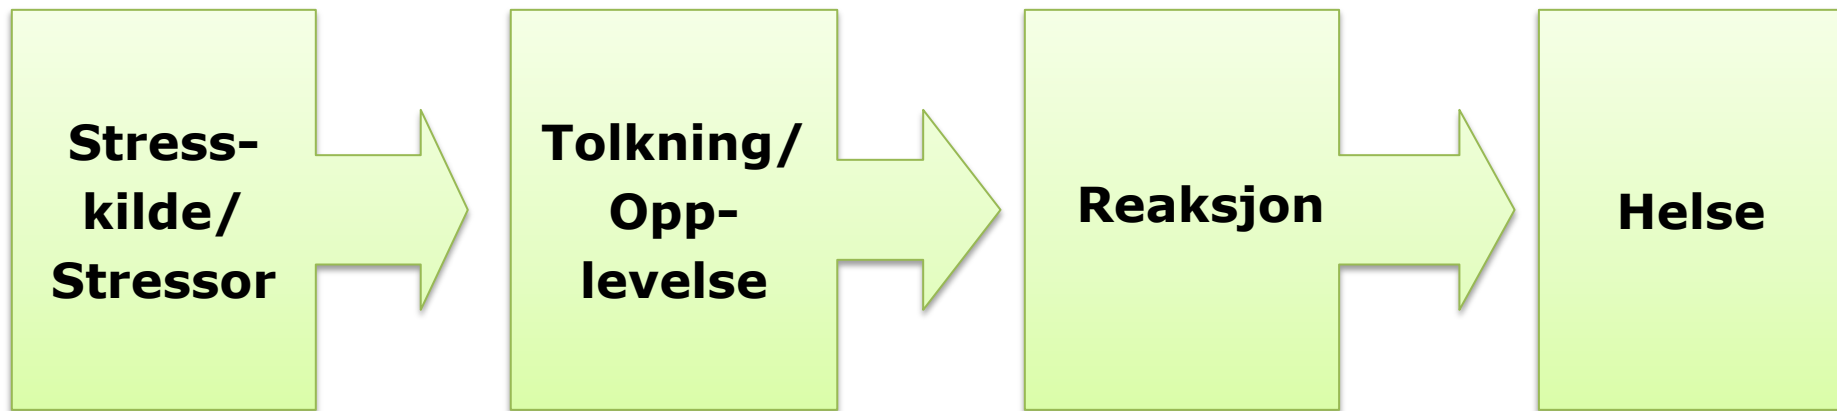 Stress-
kilde/
Stressor
Tolkning/
Opp-
levelse
Reaksjon
Helse